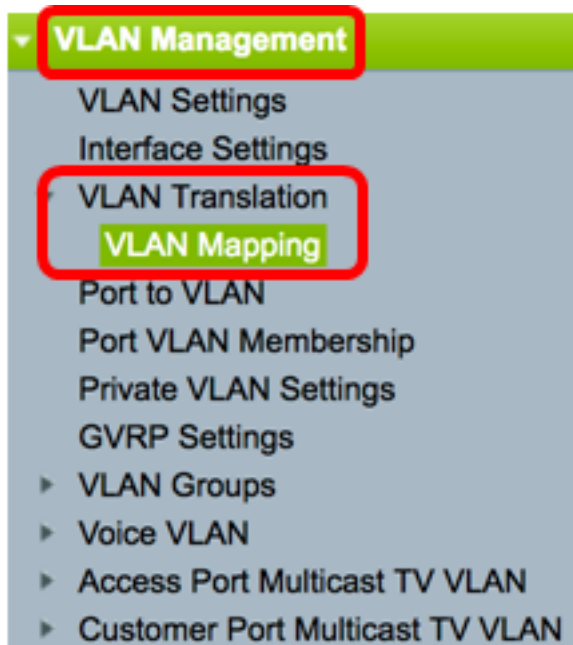 VLAN Management
VLAN Settings
Interface Settings
VLAN Translation
VLAN Mapping
Port to VLAN
Port VLAN Membership
Private VLAN Settings
GVRP Settings
VLAN Groups
Voice VLAN
Access Port Multicast TV VLAN
Customer Port Multicast TV VLAN